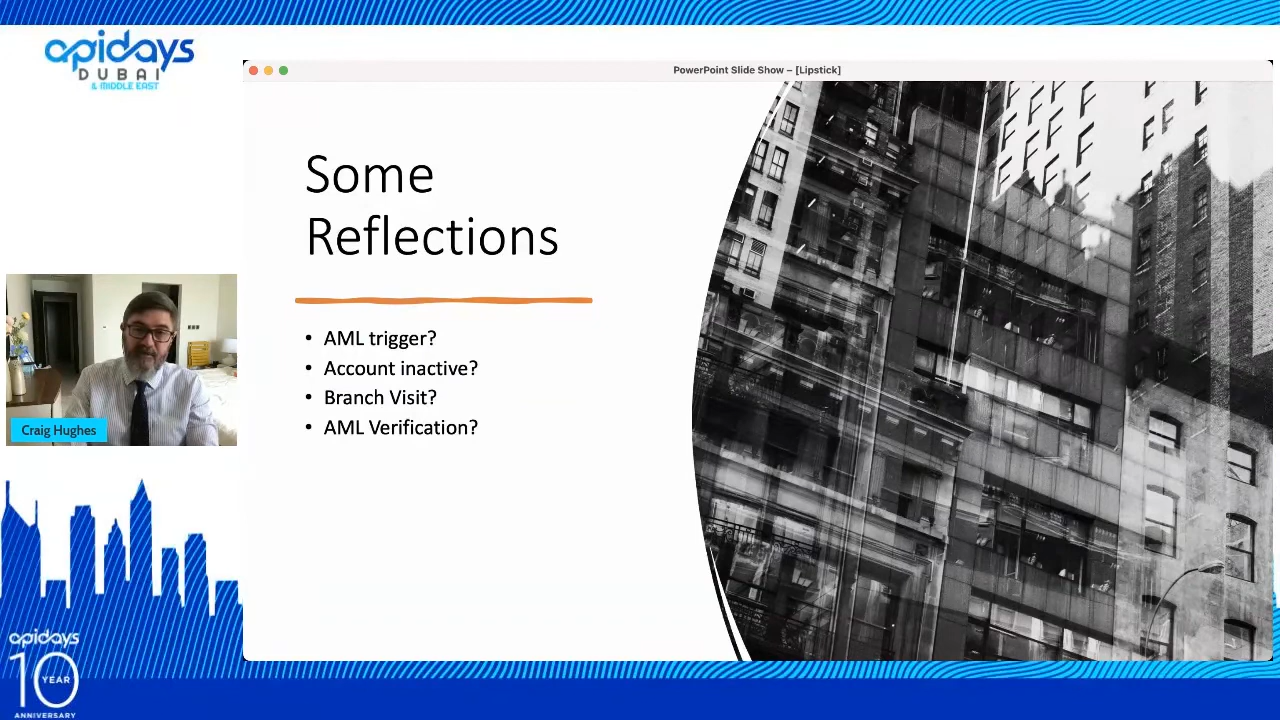 apidays
DUBAI
& MIDDLE EAST
PowerPoint Slide Show – [Lipstick]
Some
Reflections
• AML trigger?
• Account inactive?
• Branch Visit?
• AML Verification?
Craig Hughes
apidays
10
YEAR
ANNIVERSARY